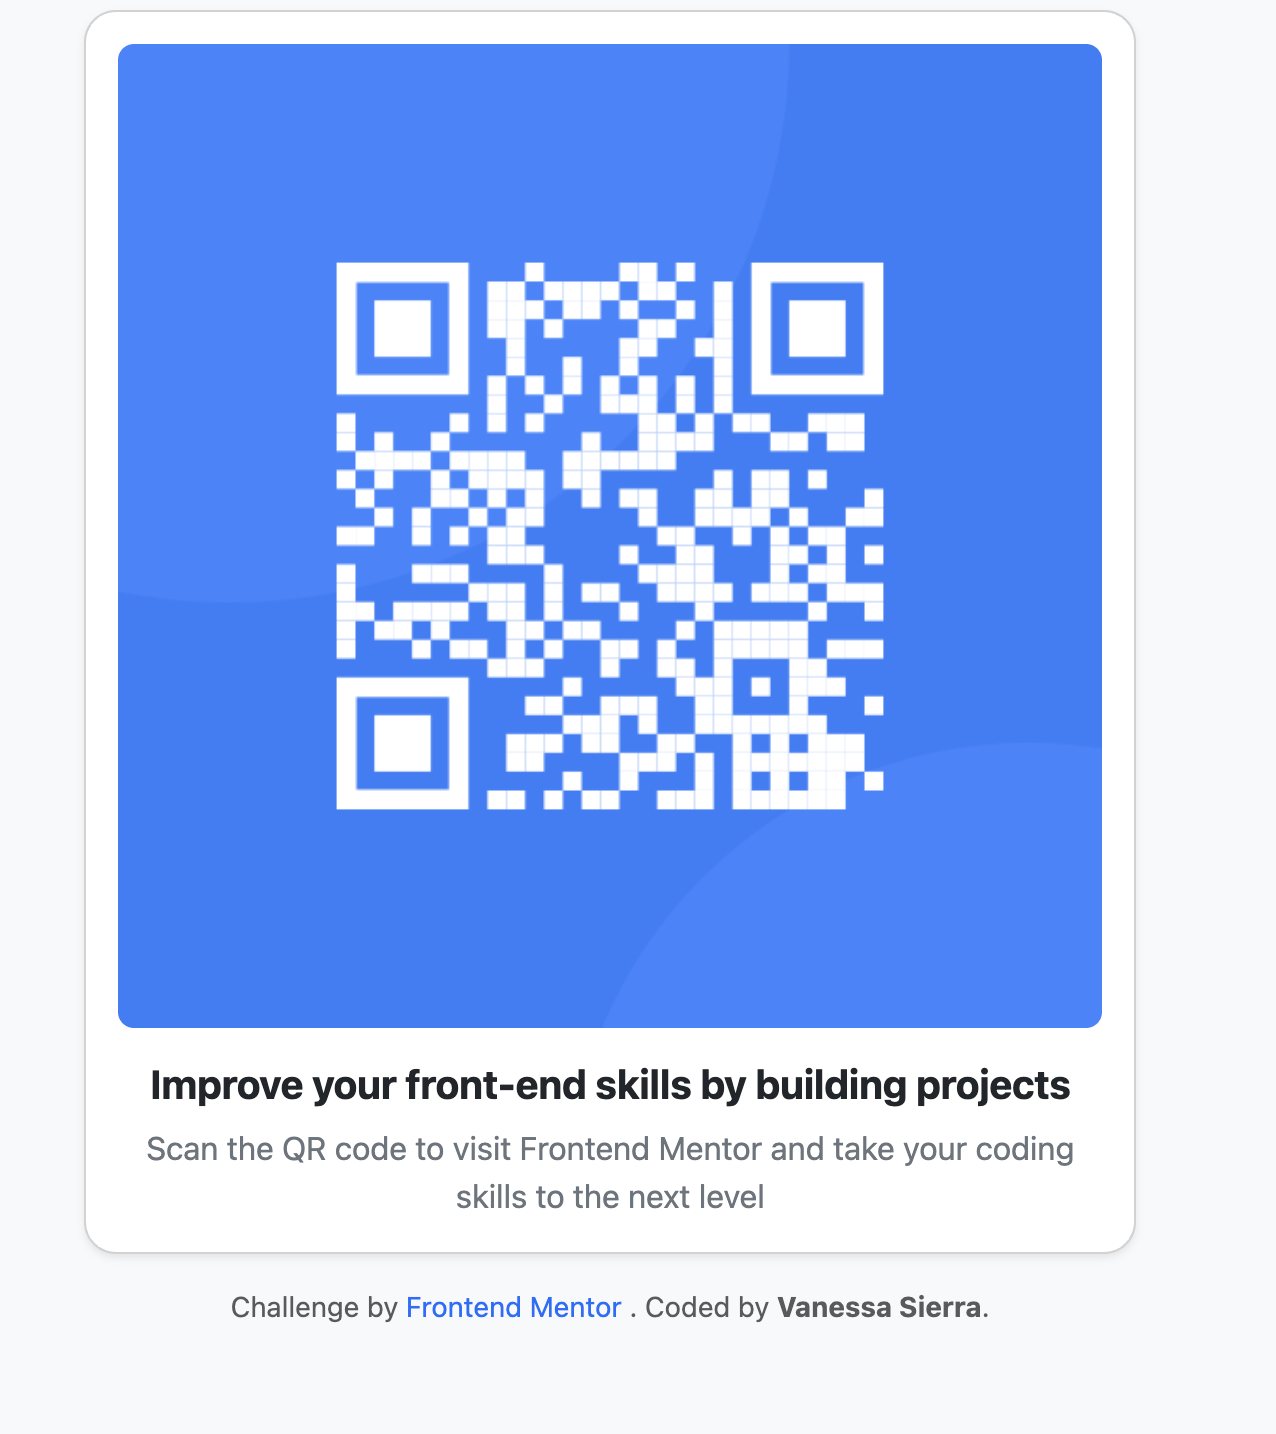 Improve your front-end skills by building projects
Scan the QR code to visit Frontend Mentor and take your coding
skills to the next level
Challenge by Frontend Mentor . Coded by Vanessa Sierra.